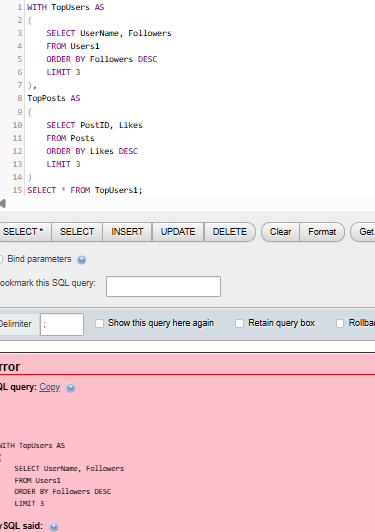 1 WITH TopUsers AS
2 (
3 SELECT UserName, Followers
4 FROM Users1
5 ORDER BY Followers DESC
6 LIMIT 3
7 ),
8 TopPosts AS
9 (
10 SELECT PostID, Likes
11 FROM Posts
12 ORDER BY Likes DESC
13 LIMIT 3
14 )
15 SELECT * FROM TopUsers1;
SELECT * SELECT INSERT UPDATE DELETE Clear Format Get
Bind parameters
ookmark this SQL query:
Delimiter ; Show this query here again Retain query box Rollba
rror
QL query: Copy
WITH TopUsers AS
(
SELECT UserName, Followers
FROM Users1
ORDER BY Followers DESC
LIMIT 3
ySQL said: